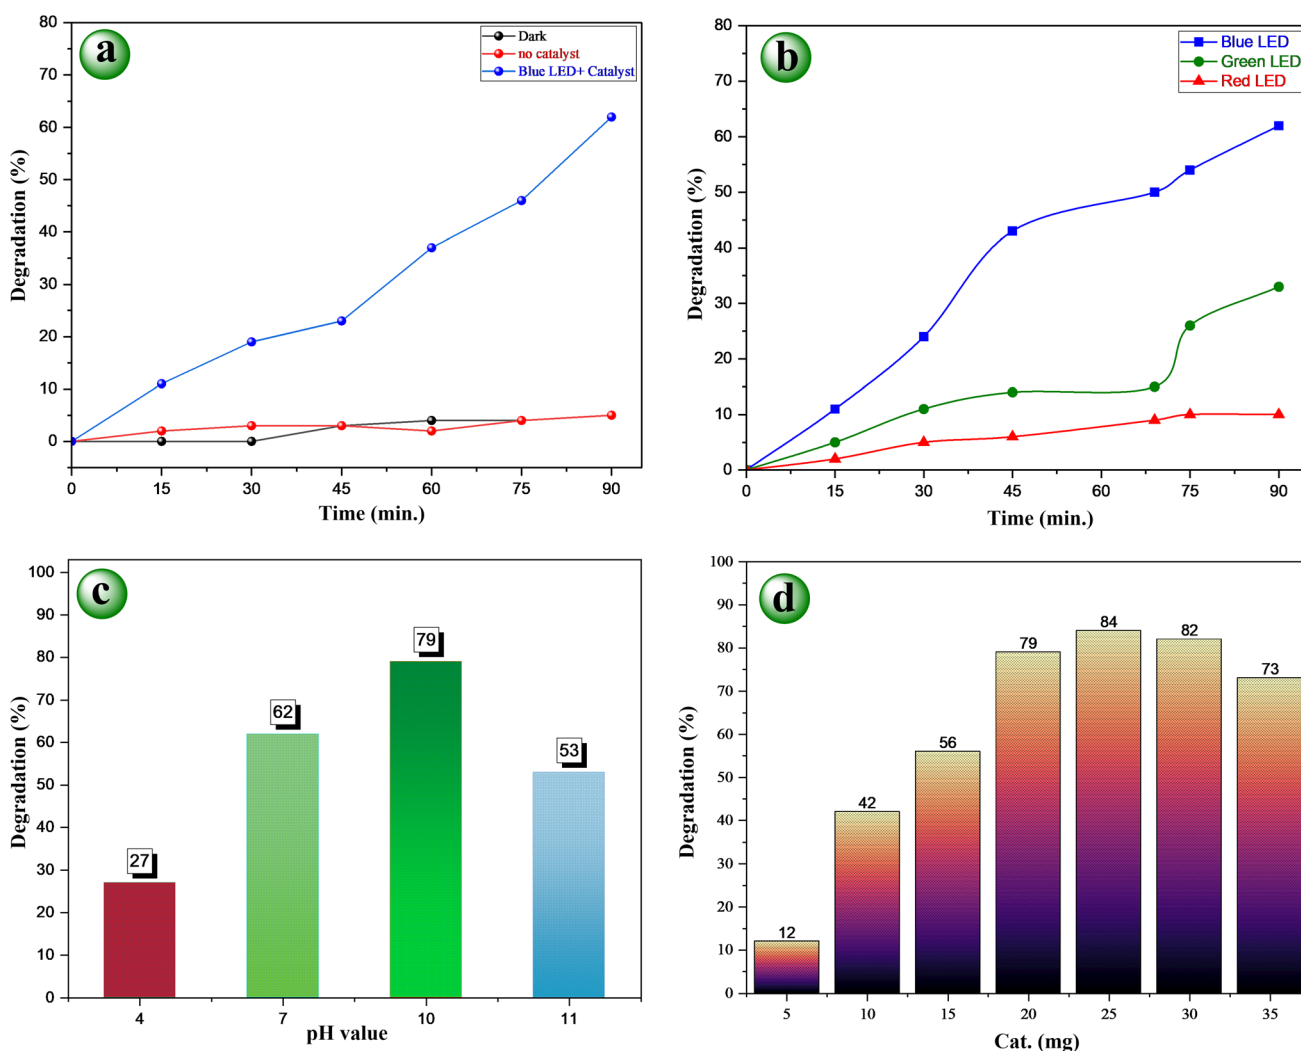 a
Dark
no catalyst
Blue LED+ Catalyst
80
70
60
50
40
30
20
10
0
Degradation (%)
0 15 30 45 60 75 90
Time (min.)
b
Blue LED
Green LED
Red LED
80
70
60
50
40
30
20
10
0
Degradation (%)
0 15 30 45 60 75 90
Time (min.)
c
100
90
80
70
60
50
40
30
20
10
0
Degradation (%)
27
62
79
53
4 7 10 11
pH value
d
100
90
80
70
60
50
40
30
20
10
0
Degradation (%)
12
42
56
79
84
82
73
5 10 15 20 25 30 35
Cat. (mg)